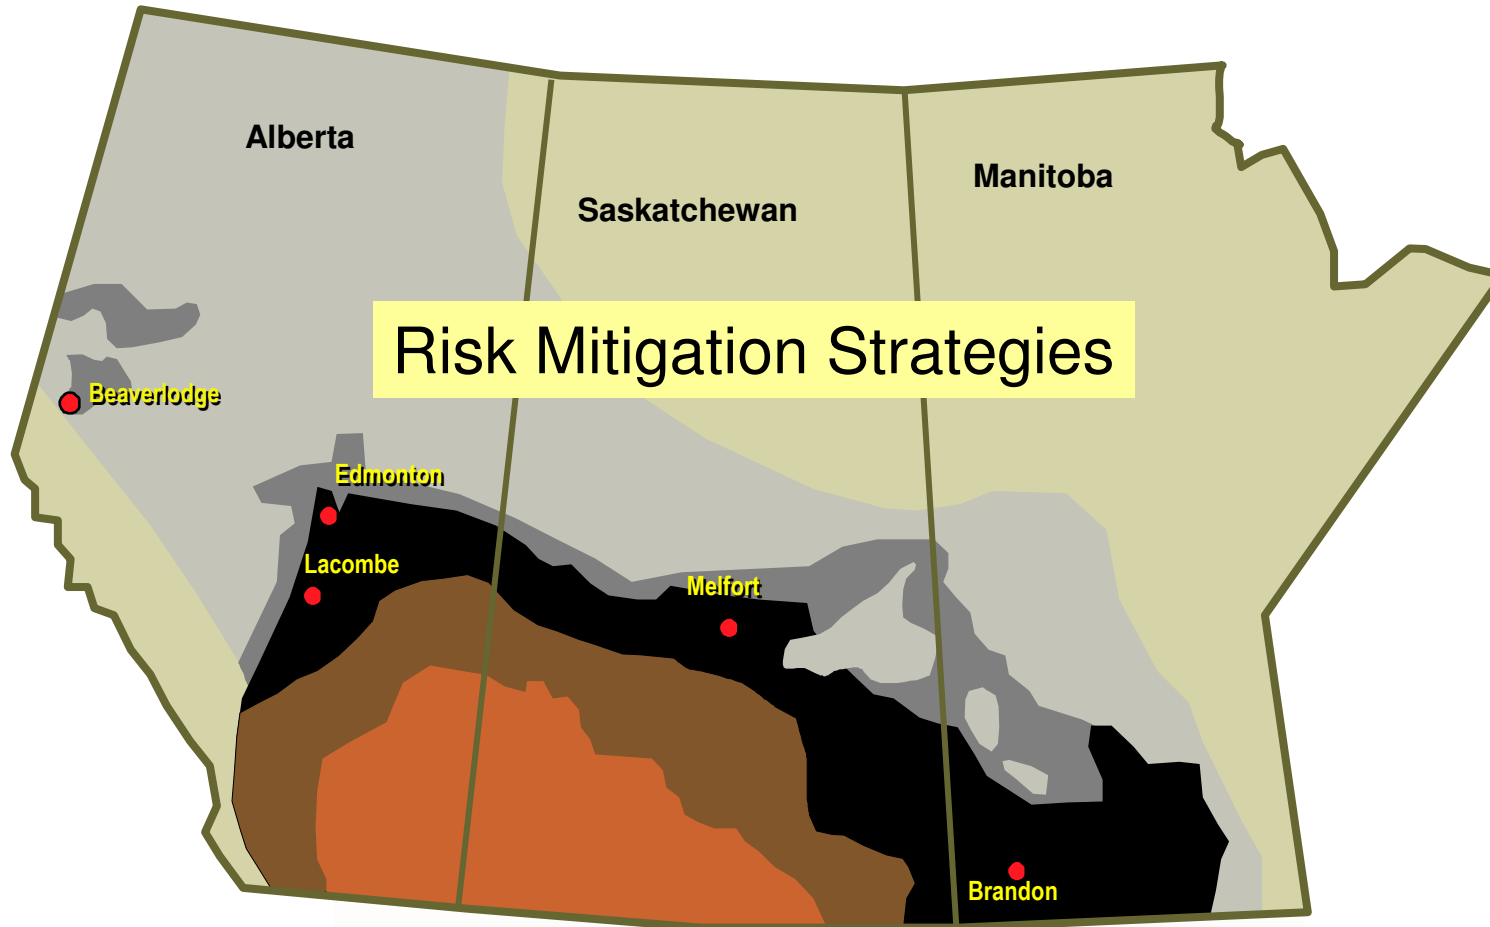 Alberta
Manitoba
Saskatchewan
Risk Mitigation Strategies
Beaverlodge
Edmonton
Lacombe
Melfort
Brandon